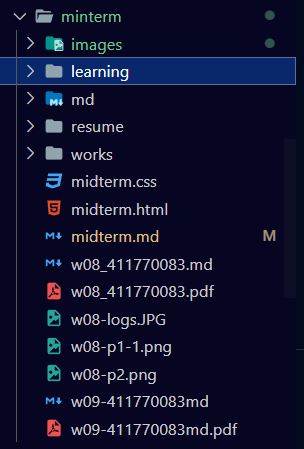 minterm
images
learning
md
resume
works
midterm.css
midterm.html
midterm.md M
w08_411770083.md
w08_411770083.pdf
w08-logs.JPG
w08-p1-1.png
w08-p2.png
w09-411770083md
w09-411770083md.pdf